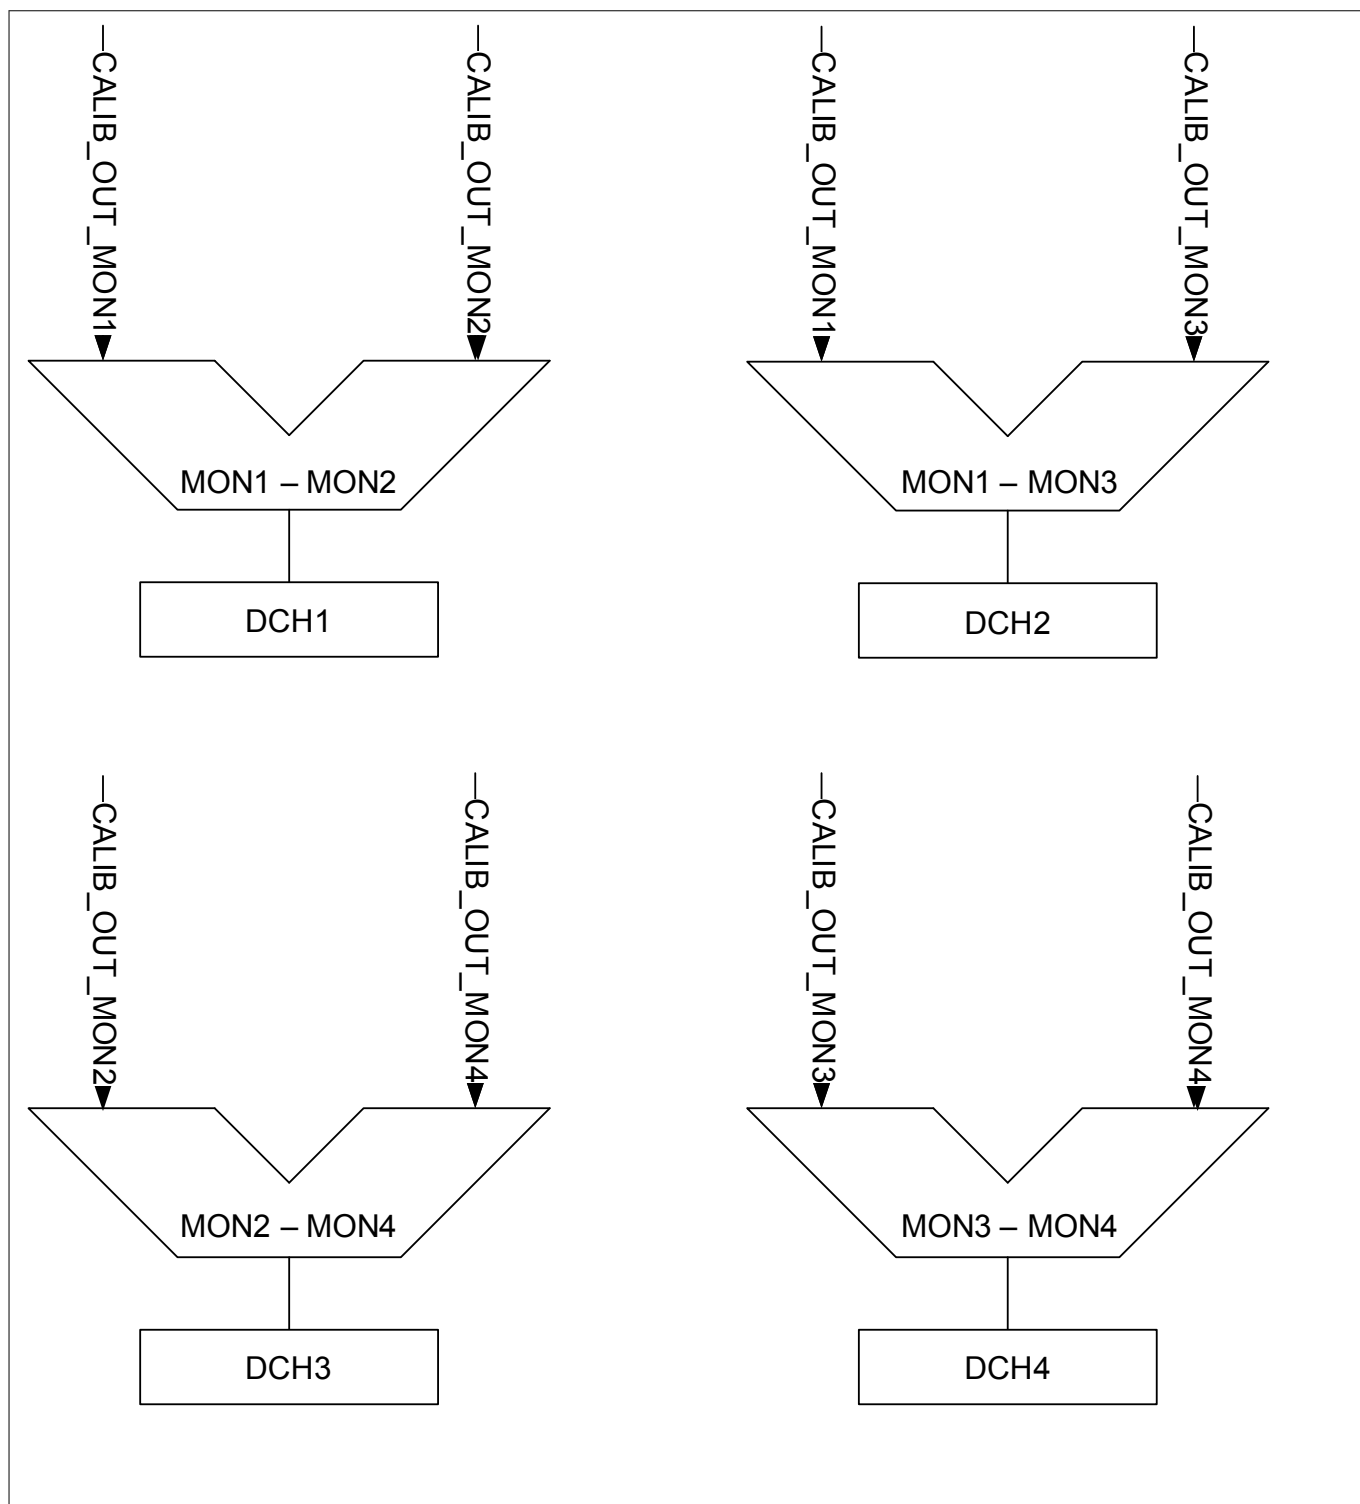 CALIB_OUT_MON1
CALIB_OUT_MON2
MON1 – MON2
DCH1
CALIB_OUT_MON1
CALIB_OUT_MON3
MON1 – MON3
DCH2
CALIB_OUT_MON2
CALIB_OUT_MON4
MON2 – MON4
DCH3
CALIB_OUT_MON3
CALIB_OUT_MON4
MON3 – MON4
DCH4